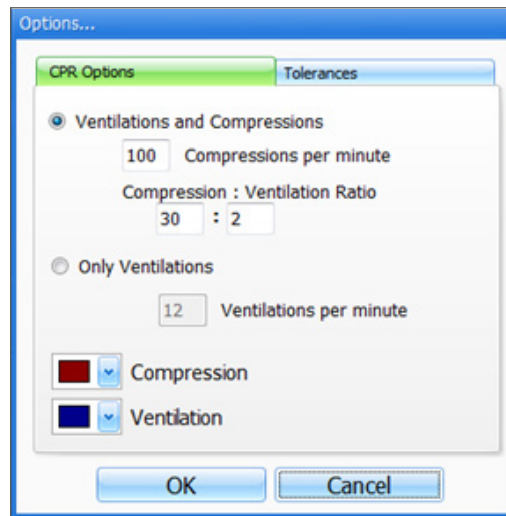 Options...
CPR Options Tolerances
Ventilations and Compressions
100 Compressions per minute
Compression : Ventilation Ratio
30 : 2
Only Ventilations
12 Ventilations per minute
Compression
Ventilation
OK Cancel